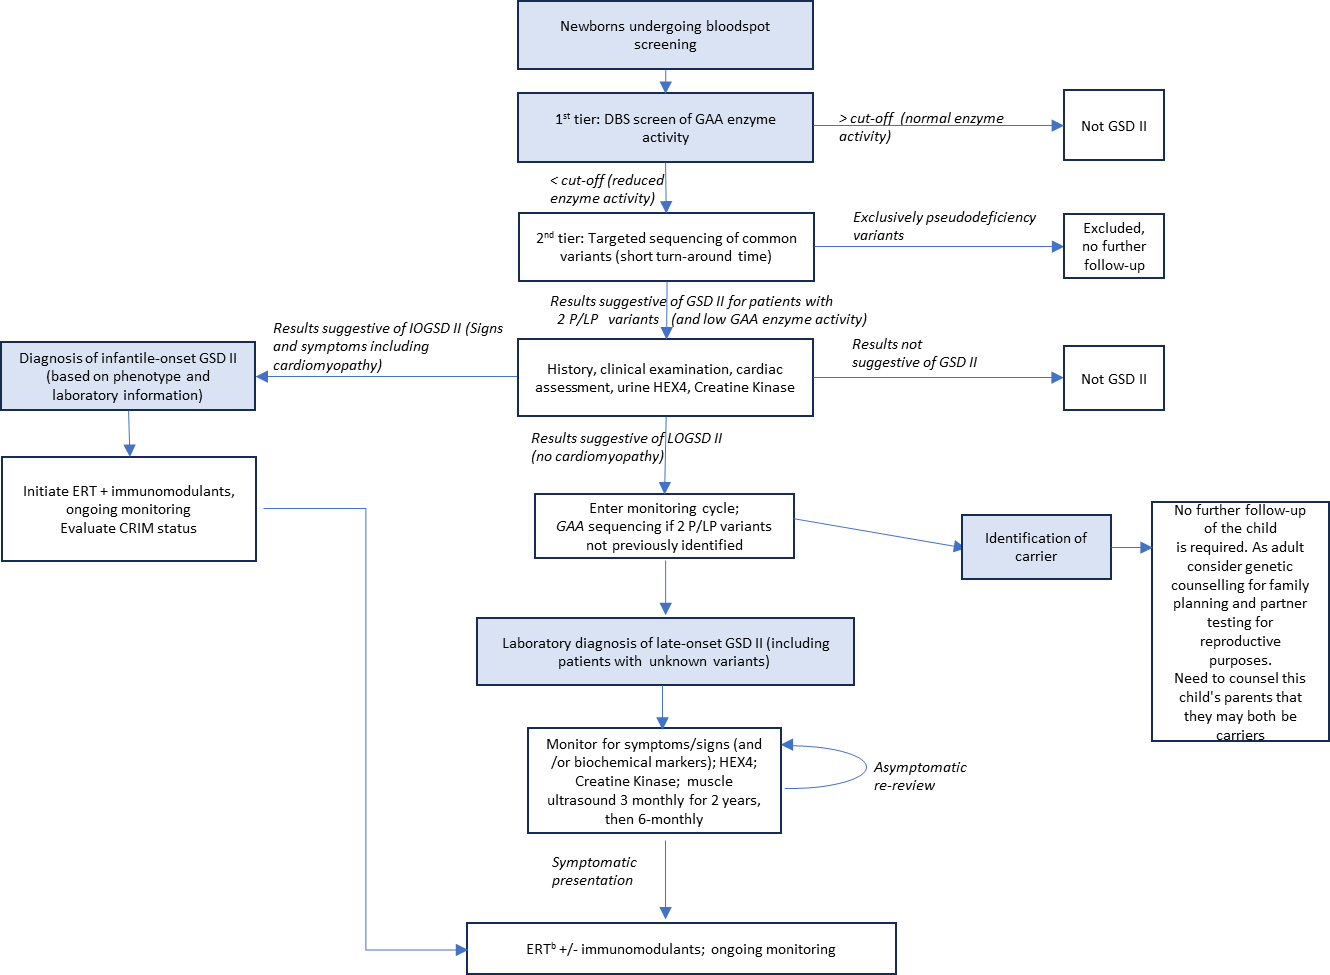 Newborns undergoing bloodspot
screening
1st tier: DBS screen of GAA enzyme
activity
> cut-off (normal enzyme
activity)
Not GSD II
< cut-off (reduced
enzyme activity)
2nd tier: Targeted sequencing of common
variants (short turn-around time)
Exclusively pseudodeficiency
variants
Excluded,
no further
follow-up
Results suggestive of GSD II for patients with
2 P/LP variants (and low GAA enzyme activity)
Results suggestive of IOGSD II (Signs
and symptoms including
cardiomyopathy)
Diagnosis of infantile-onset GSD II
(based on phenotype and
laboratory information)
History, clinical examination, cardiac
assessment, urine HEX4, Creatine Kinase
Results not
suggestive of GSD II
Not GSD II
Results suggestive of LOGSD II
(no cardiomyopathy)
Initiate ERT + immunomodulants,
ongoing monitoring
Evaluate CRIM status
Enter monitoring cycle;
GAA sequencing if 2 P/LP variants
not previously identified
Identification of
carrier
No further follow-up
of the child
is required. As adult
consider genetic
counselling for family
planning and partner
testing for
reproductive
purposes.
Need to counsel this
child's parents that
they may both be
carriers
Laboratory diagnosis of late-onset GSD II (including
patients with unknown variants)
Monitor for symptoms/signs (and
/or biochemical markers); HEX4;
Creatine Kinase; muscle
ultrasound 3 monthly for 2 years,
then 6-monthly
Asymptomatic
re-review
Symptomatic
presentation
ERTb +/- immunomodulants; ongoing monitoring